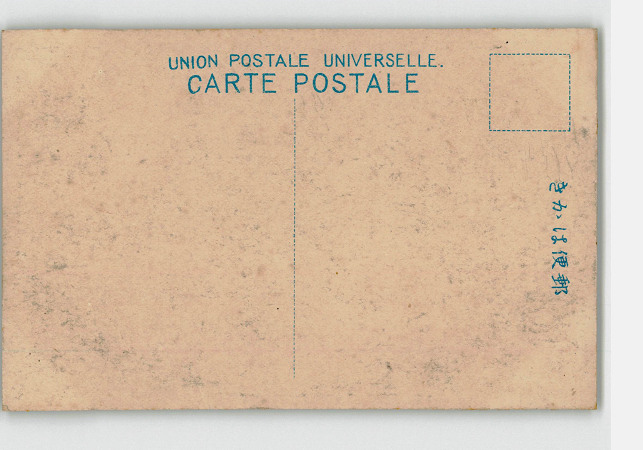 UNION POSTALE UNIVERSELLE.
CARTE POSTALE
郵便はかき